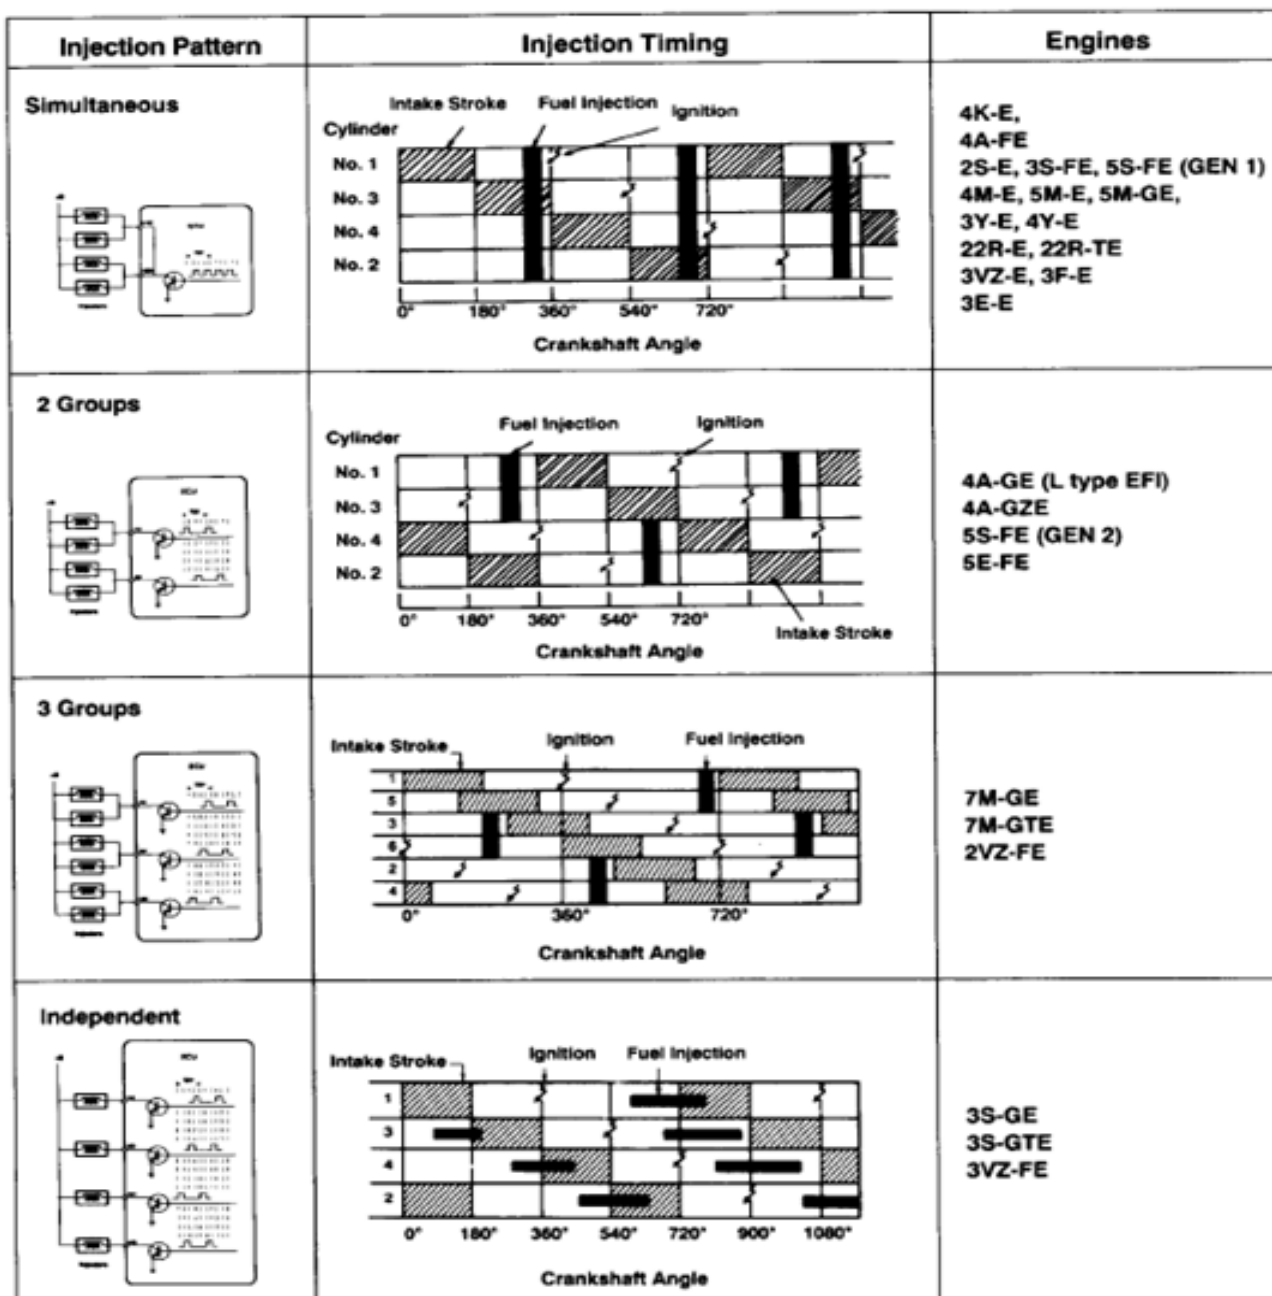 Injection Pattern
Injection Timing
Engines
Simultaneous
Intake Stroke
Fuel Injection
Ignition
Cylinder
No. 1
No. 3
No. 4
No. 2
0° 180° 360° 540° 720°
Crankshaft Angle
4K-E,
4A-FE
2S-E, 3S-FE, 5S-FE (GEN 1)
4M-E, 5M-E, 5M-GE,
3Y-E, 4Y-E
22R-E, 22R-TE
3VZ-E, 3F-E
3E-E
2 Groups
ECU
Fuel Injection
Ignition
Cylinder
No. 1
No. 3
No. 4
No. 2
0° 180° 360° 540° 720°
Intake Stroke
Crankshaft Angle
4A-GE (L type EFI)
4A-GZE
5S-FE (GEN 2)
5E-FE
3 Groups
ECU
Intake Stroke
Ignition
Fuel Injection
1
5
3
6
2
4
0° 360° 720°
Crankshaft Angle
7M-GE
7M-GTE
2VZ-FE
Independent
ECU
Intake Stroke
Ignition
Fuel Injection
1
3
4
2
0° 180° 360° 540° 720° 900° 1080°
Crankshaft Angle
3S-GE
3S-GTE
3VZ-FE